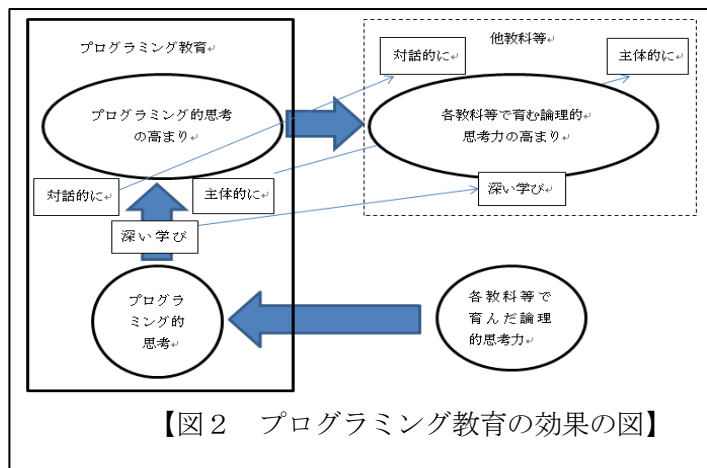 プログラミング教育
他教科等
対話的に
主体的に
プログラミング的思考
の高まり
各教科等で育む論理的
思考力の高まり
対話的に
主体的に
深い学び
深い学び
プログラ
ミング的
思考
各教科等で
育んだ論理
的思考力
【図２　プログラミング教育の効果の図】